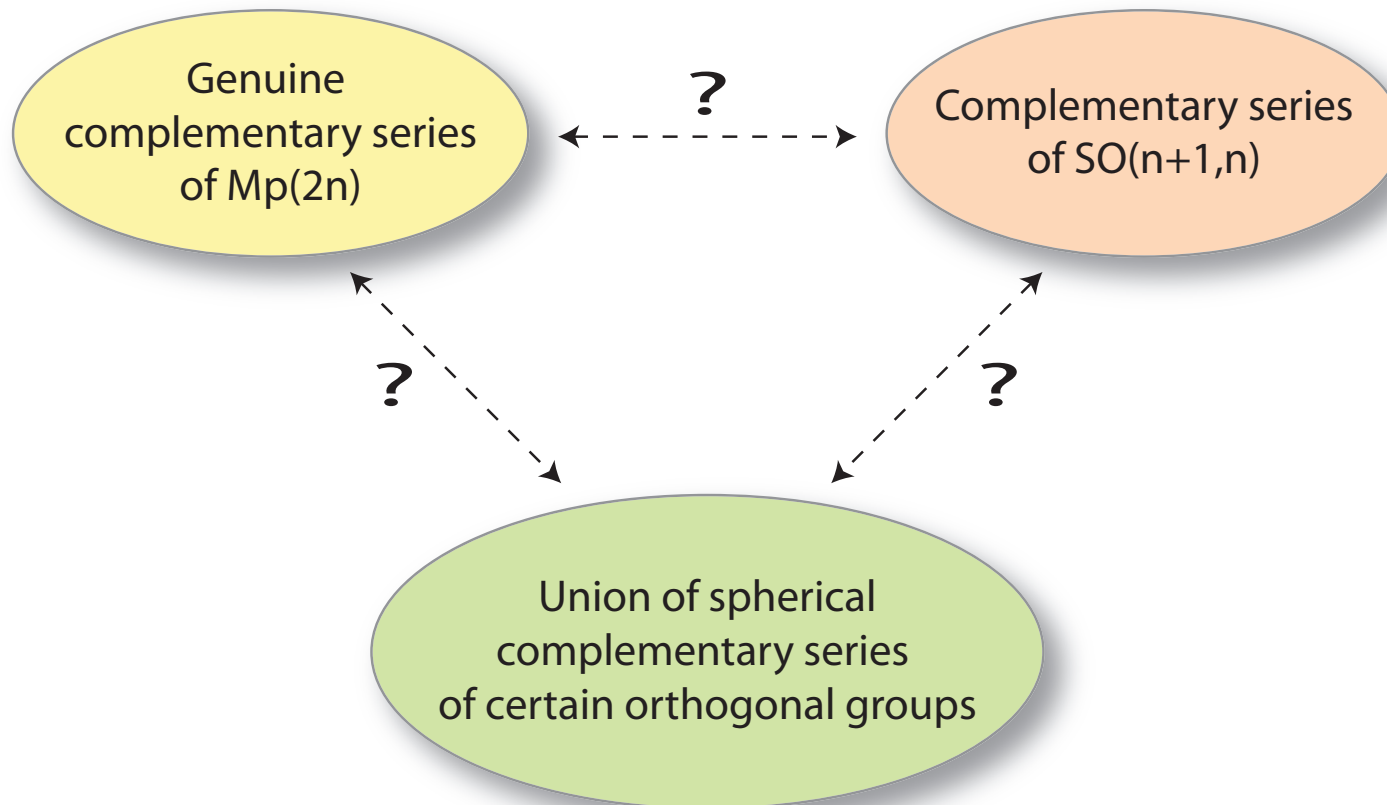 Genuine
complementary series
of Mp(2n)
?
Complementary series
of SO(n+1,n)
?
?
Union of spherical
complementary series
of certain orthogonal groups